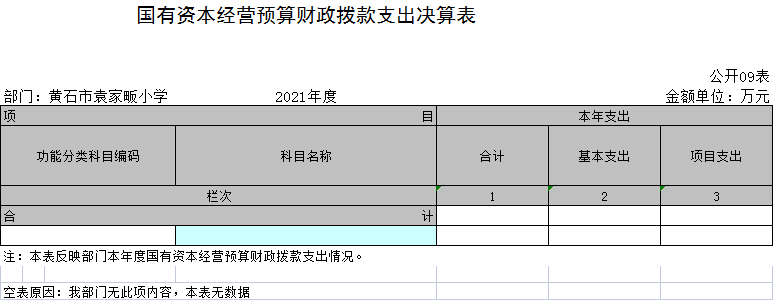 国有资本经营预算财政拨款支出决算表
公开09表
部门：黄石市袁家畈小学 2021年度 金额单位：万元
项 目 本年支出
功能分类科目编码 科目名称 合计 基本支出 项目支出
栏次 1 2 3
合 计
注：本表反映部门本年度国有资本经营预算财政拨款支出情况。
空表原因：我部门无此项内容，本表无数据